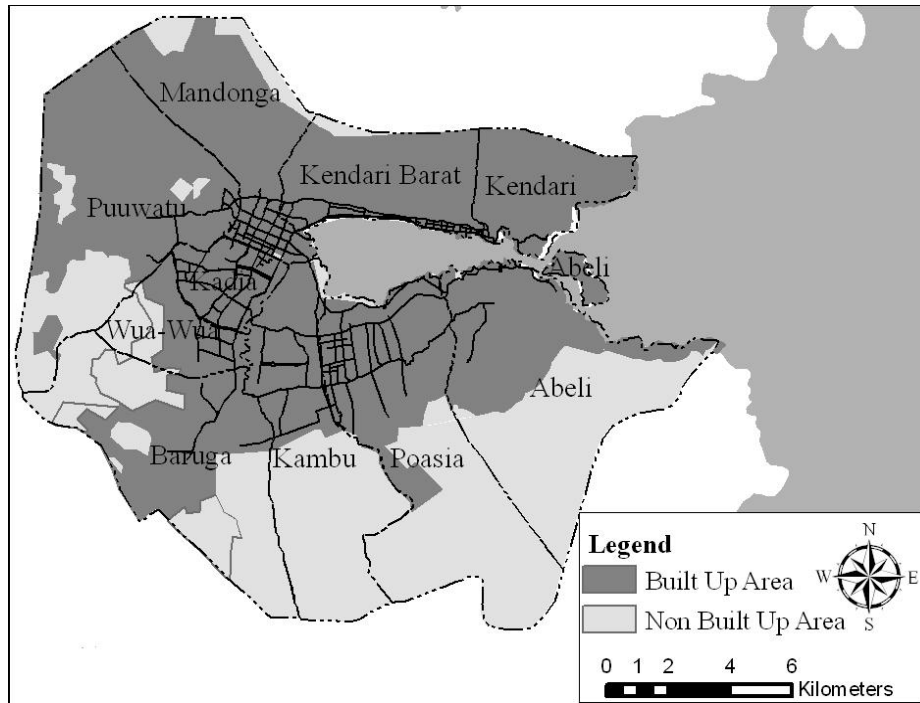 Mandonga
Kendari Barat
Kendari
Puuwatu
Abeli
Kadia
Wua-Wua
Abeli
Baruga
Kambu
Poasia
Legend
Built Up Area
Non Built Up Area
N
W
E
S
0 1 2 4 6
Kilometers